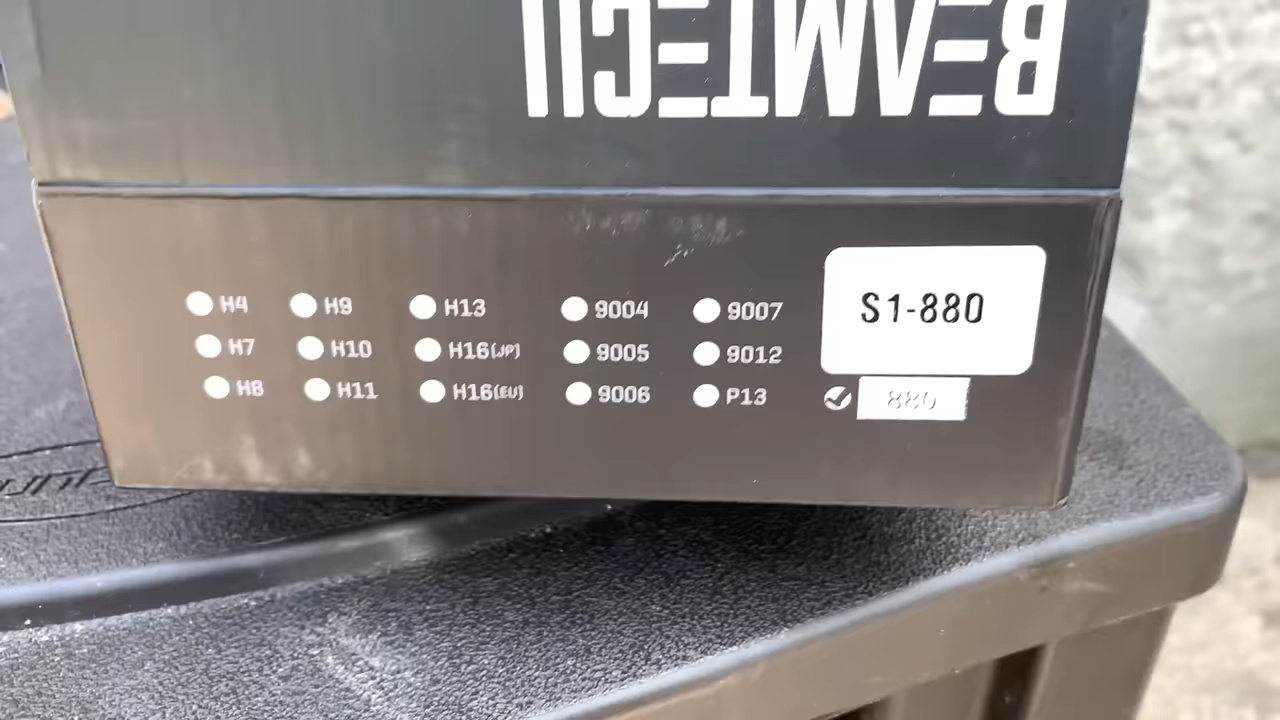 BEAMTECH
H4 H9 H13 9004 9007
H7 H10 H16(JP) 9005 9012
H8 H11 H16(EU) 9006 P13
S1-880
880